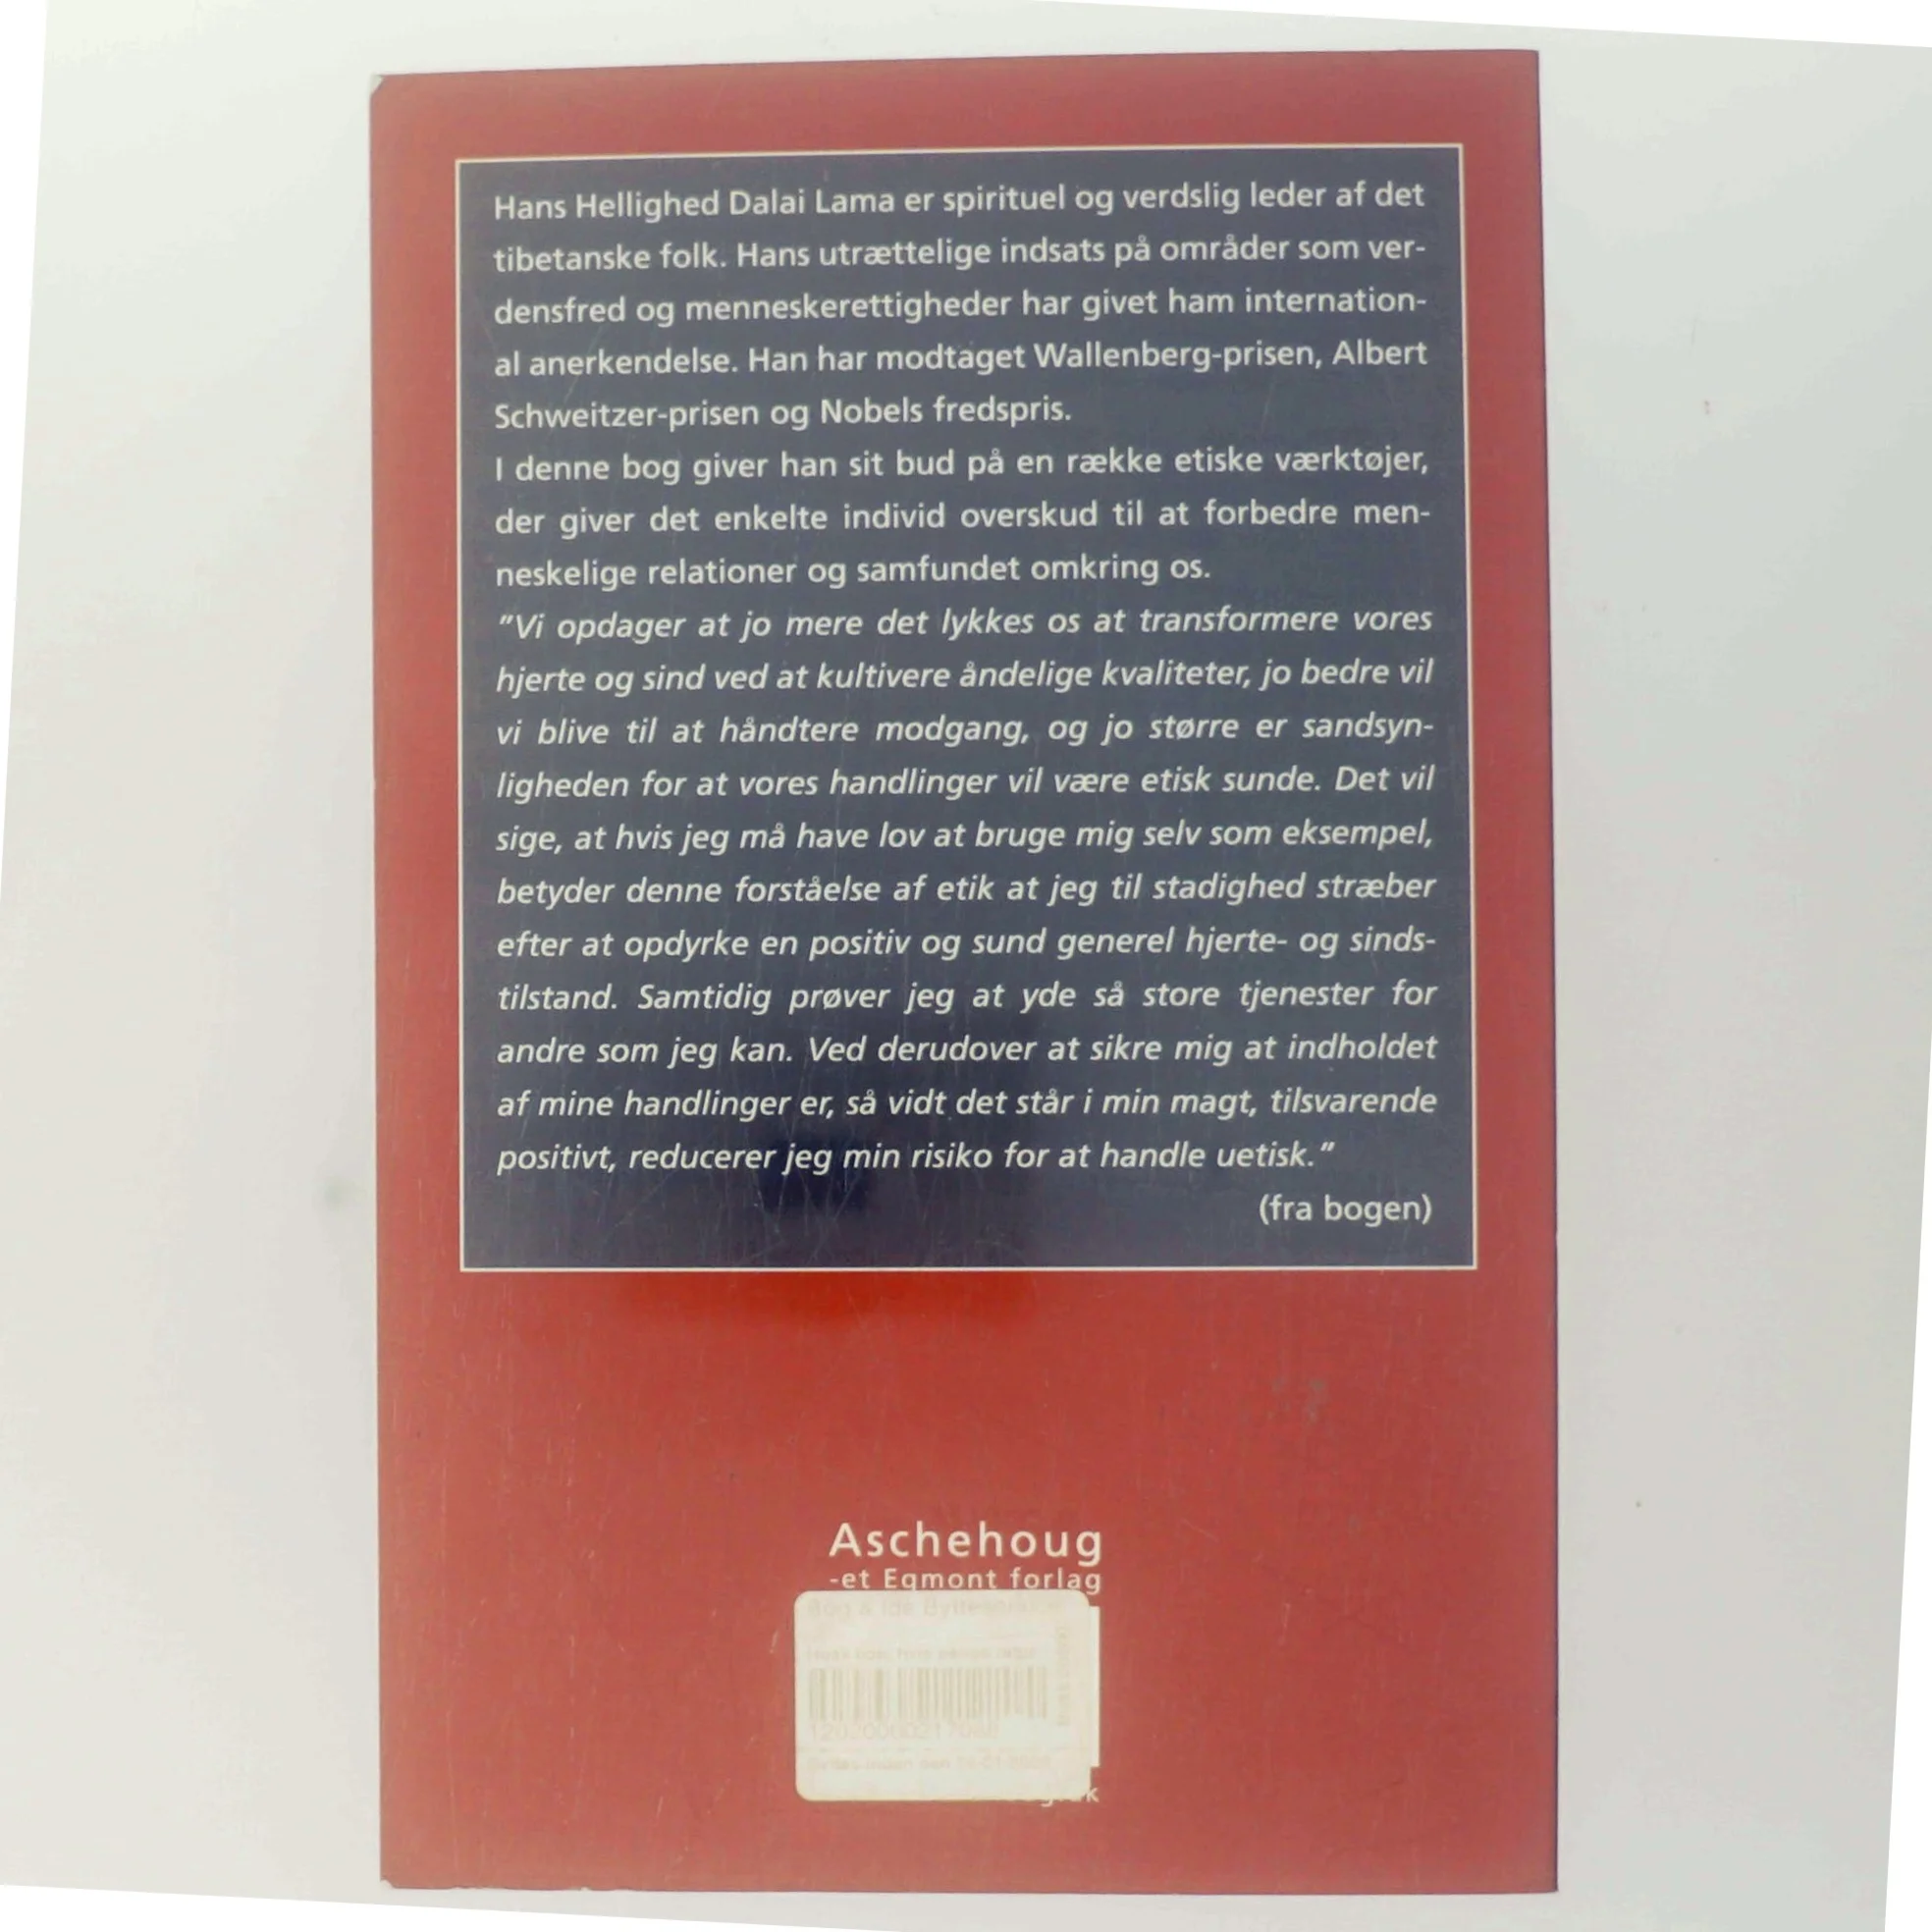 Hans Hellighed Dalai Lama er spirituel og verdslig leder af det
tibetanske folk. Hans utrættelige indsats på områder som ver-
densfred og menneskerettigheder har givet ham internation-
al anerkendelse. Han har modtaget Wallenberg-prisen, Albert
Schweitzer-prisen og Nobels fredspris.
I denne bog giver han sit bud på en række etiske værktøjer,
der giver det enkelte individ overskud til at forbedre men-
neskelige relationer og samfundet omkring os.
"Vi opdager at jo mere det lykkes os at transformere vores
hjerte og sind ved at kultivere åndelige kvaliteter, jo bedre vil
vi blive til at håndtere modgang, og jo større er sandsyn-
ligheden for at vores handlinger vil være etisk sunde. Det vil
sige, at hvis jeg må have lov at bruge mig selv som eksempel,
betyder denne forståelse af etik at jeg til stadighed stræber
efter at opdyrke en positiv og sund generel hjerte- og sinds-
tilstand. Samtidig prøver jeg at yde så store tjenester for
andre som jeg kan. Ved derudover at sikre mig at indholdet
af mine handlinger er, så vidt det står i min magt, tilsvarende
positivt, reducerer jeg min risiko for at handle uetisk."
(fra bogen)
Aschehoug
-et Egmont forlag
Bog & Ide